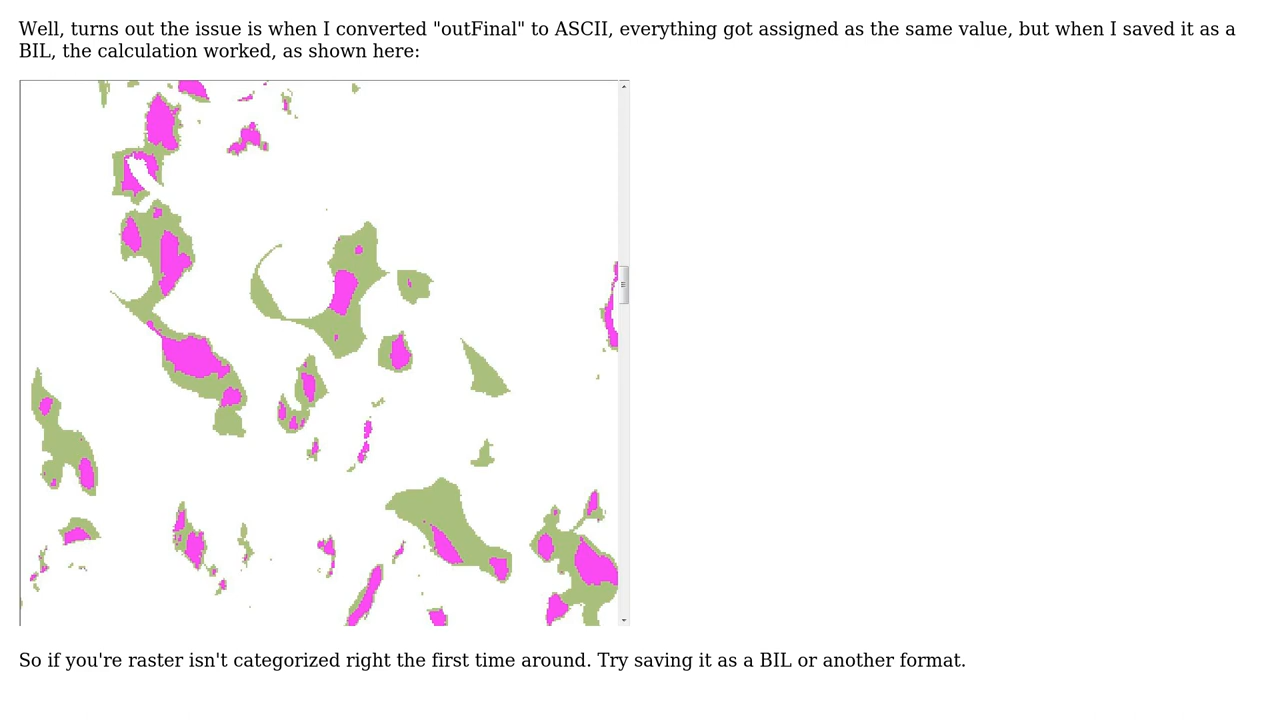 Well, turns out the issue is when I converted "outFinal" to ASCII, everything got assigned as the same value, but when I saved it as a
BIL, the calculation worked, as shown here:
So if you're raster isn't categorized right the first time around. Try saving it as a BIL or another format.